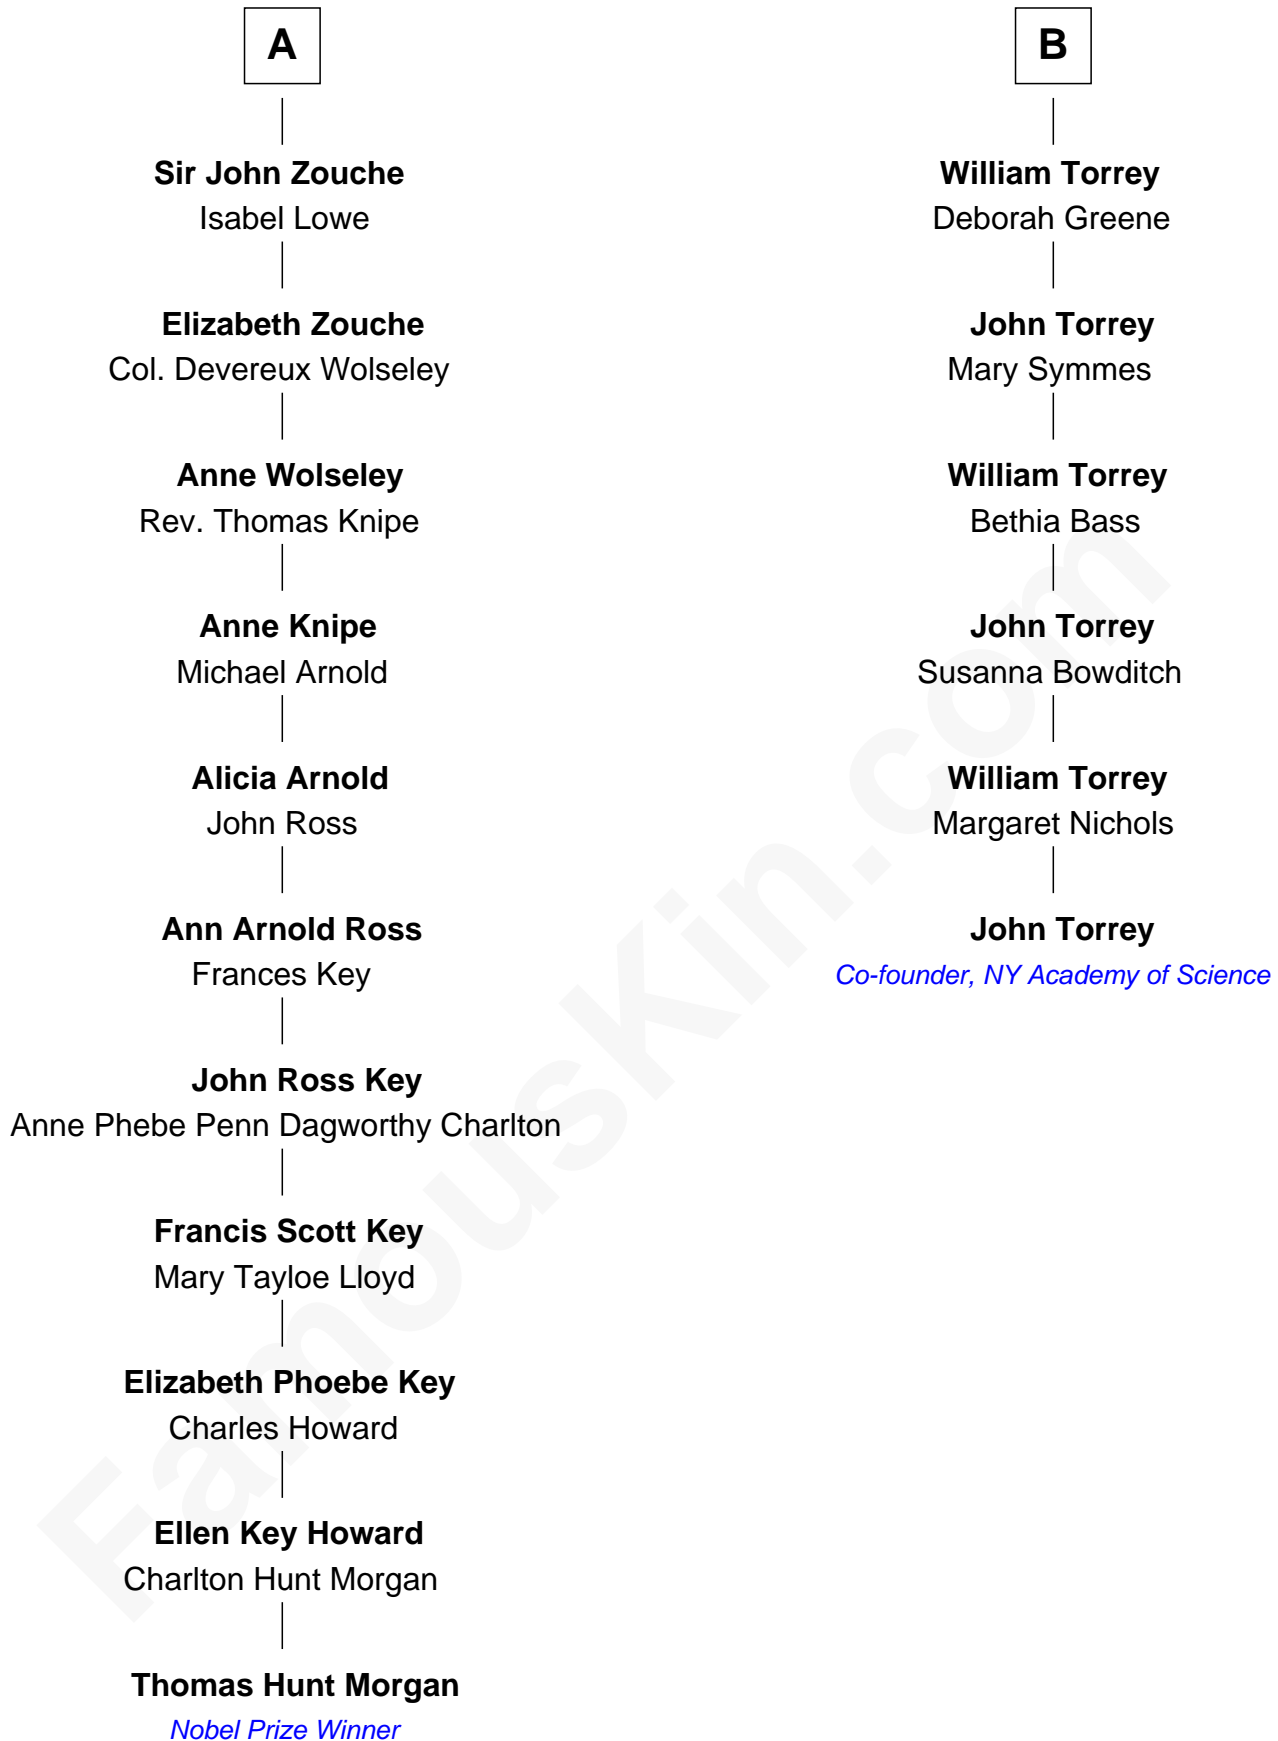 A
Sir John Zouche
Isabel Lowe
Elizabeth Zouche
Col. Devereux Wolseley
Anne Wolseley
Rev. Thomas Knipe
Anne Knipe
Michael Arnold
Alicia Arnold
John Ross
Ann Arnold Ross
Frances Key
John Ross Key
Anne Phebe Penn Dagworthy Charlton
Francis Scott Key
Mary Tayloe Lloyd
Elizabeth Phoebe Key
Charles Howard
Ellen Key Howard
Charlton Hunt Morgan
Thomas Hunt Morgan
Nobel Prize Winner
B
William Torrey
Deborah Greene
John Torrey
Mary Symmes
William Torrey
Bethia Bass
John Torrey
Susanna Bowditch
William Torrey
Margaret Nichols
John Torrey
Co-founder, NY Academy of Science
FamousKin.com